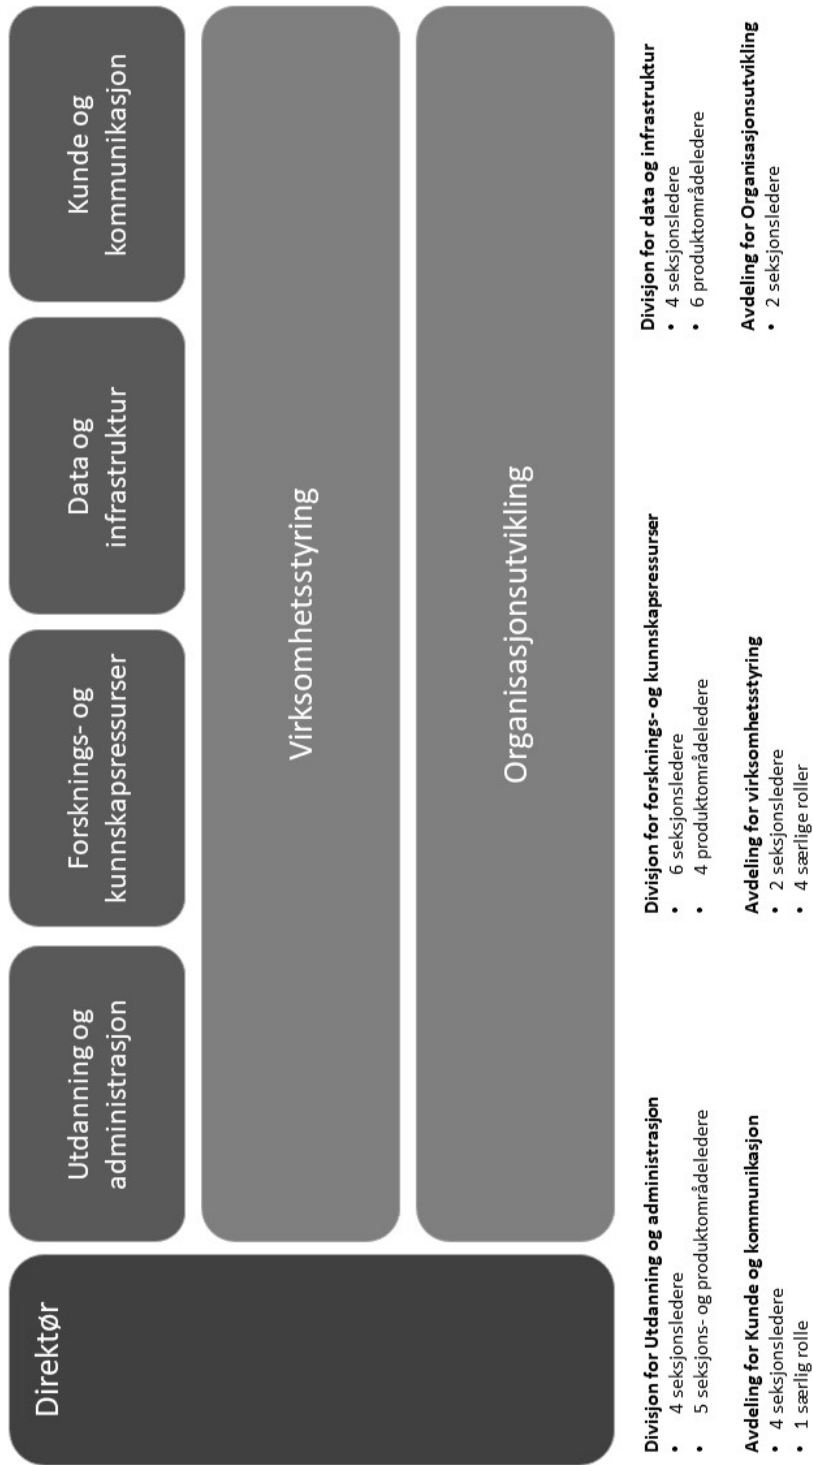 Direktør
Utdanning og
administrasjon
Forsknings- og
kunnskapsressurser
Data og
infrastruktur
Kunde og
kommunikasjon
Virksomhetsstyring
Organisasjonsutvikling
Divisjon for Utdanning og administrasjon
• 4 seksjonsledere
• 5 seksjons- og produktområdeledere
Divisjon for forsknings- og kunnskapsressurser
• 6 seksjonsledere
• 4 produktområdeledere
Divisjon for data og infrastruktur
• 4 seksjonsledere
• 6 produktområdeledere
Avdeling for Kunde og kommunikasjon
• 4 seksjonsledere
• 1 særlig rolle
Avdeling for virksomhetsstyring
• 2 seksjonsledere
• 4 særlige roller
Avdeling for Organisasjonsutvikling
• 2 seksjonsledere